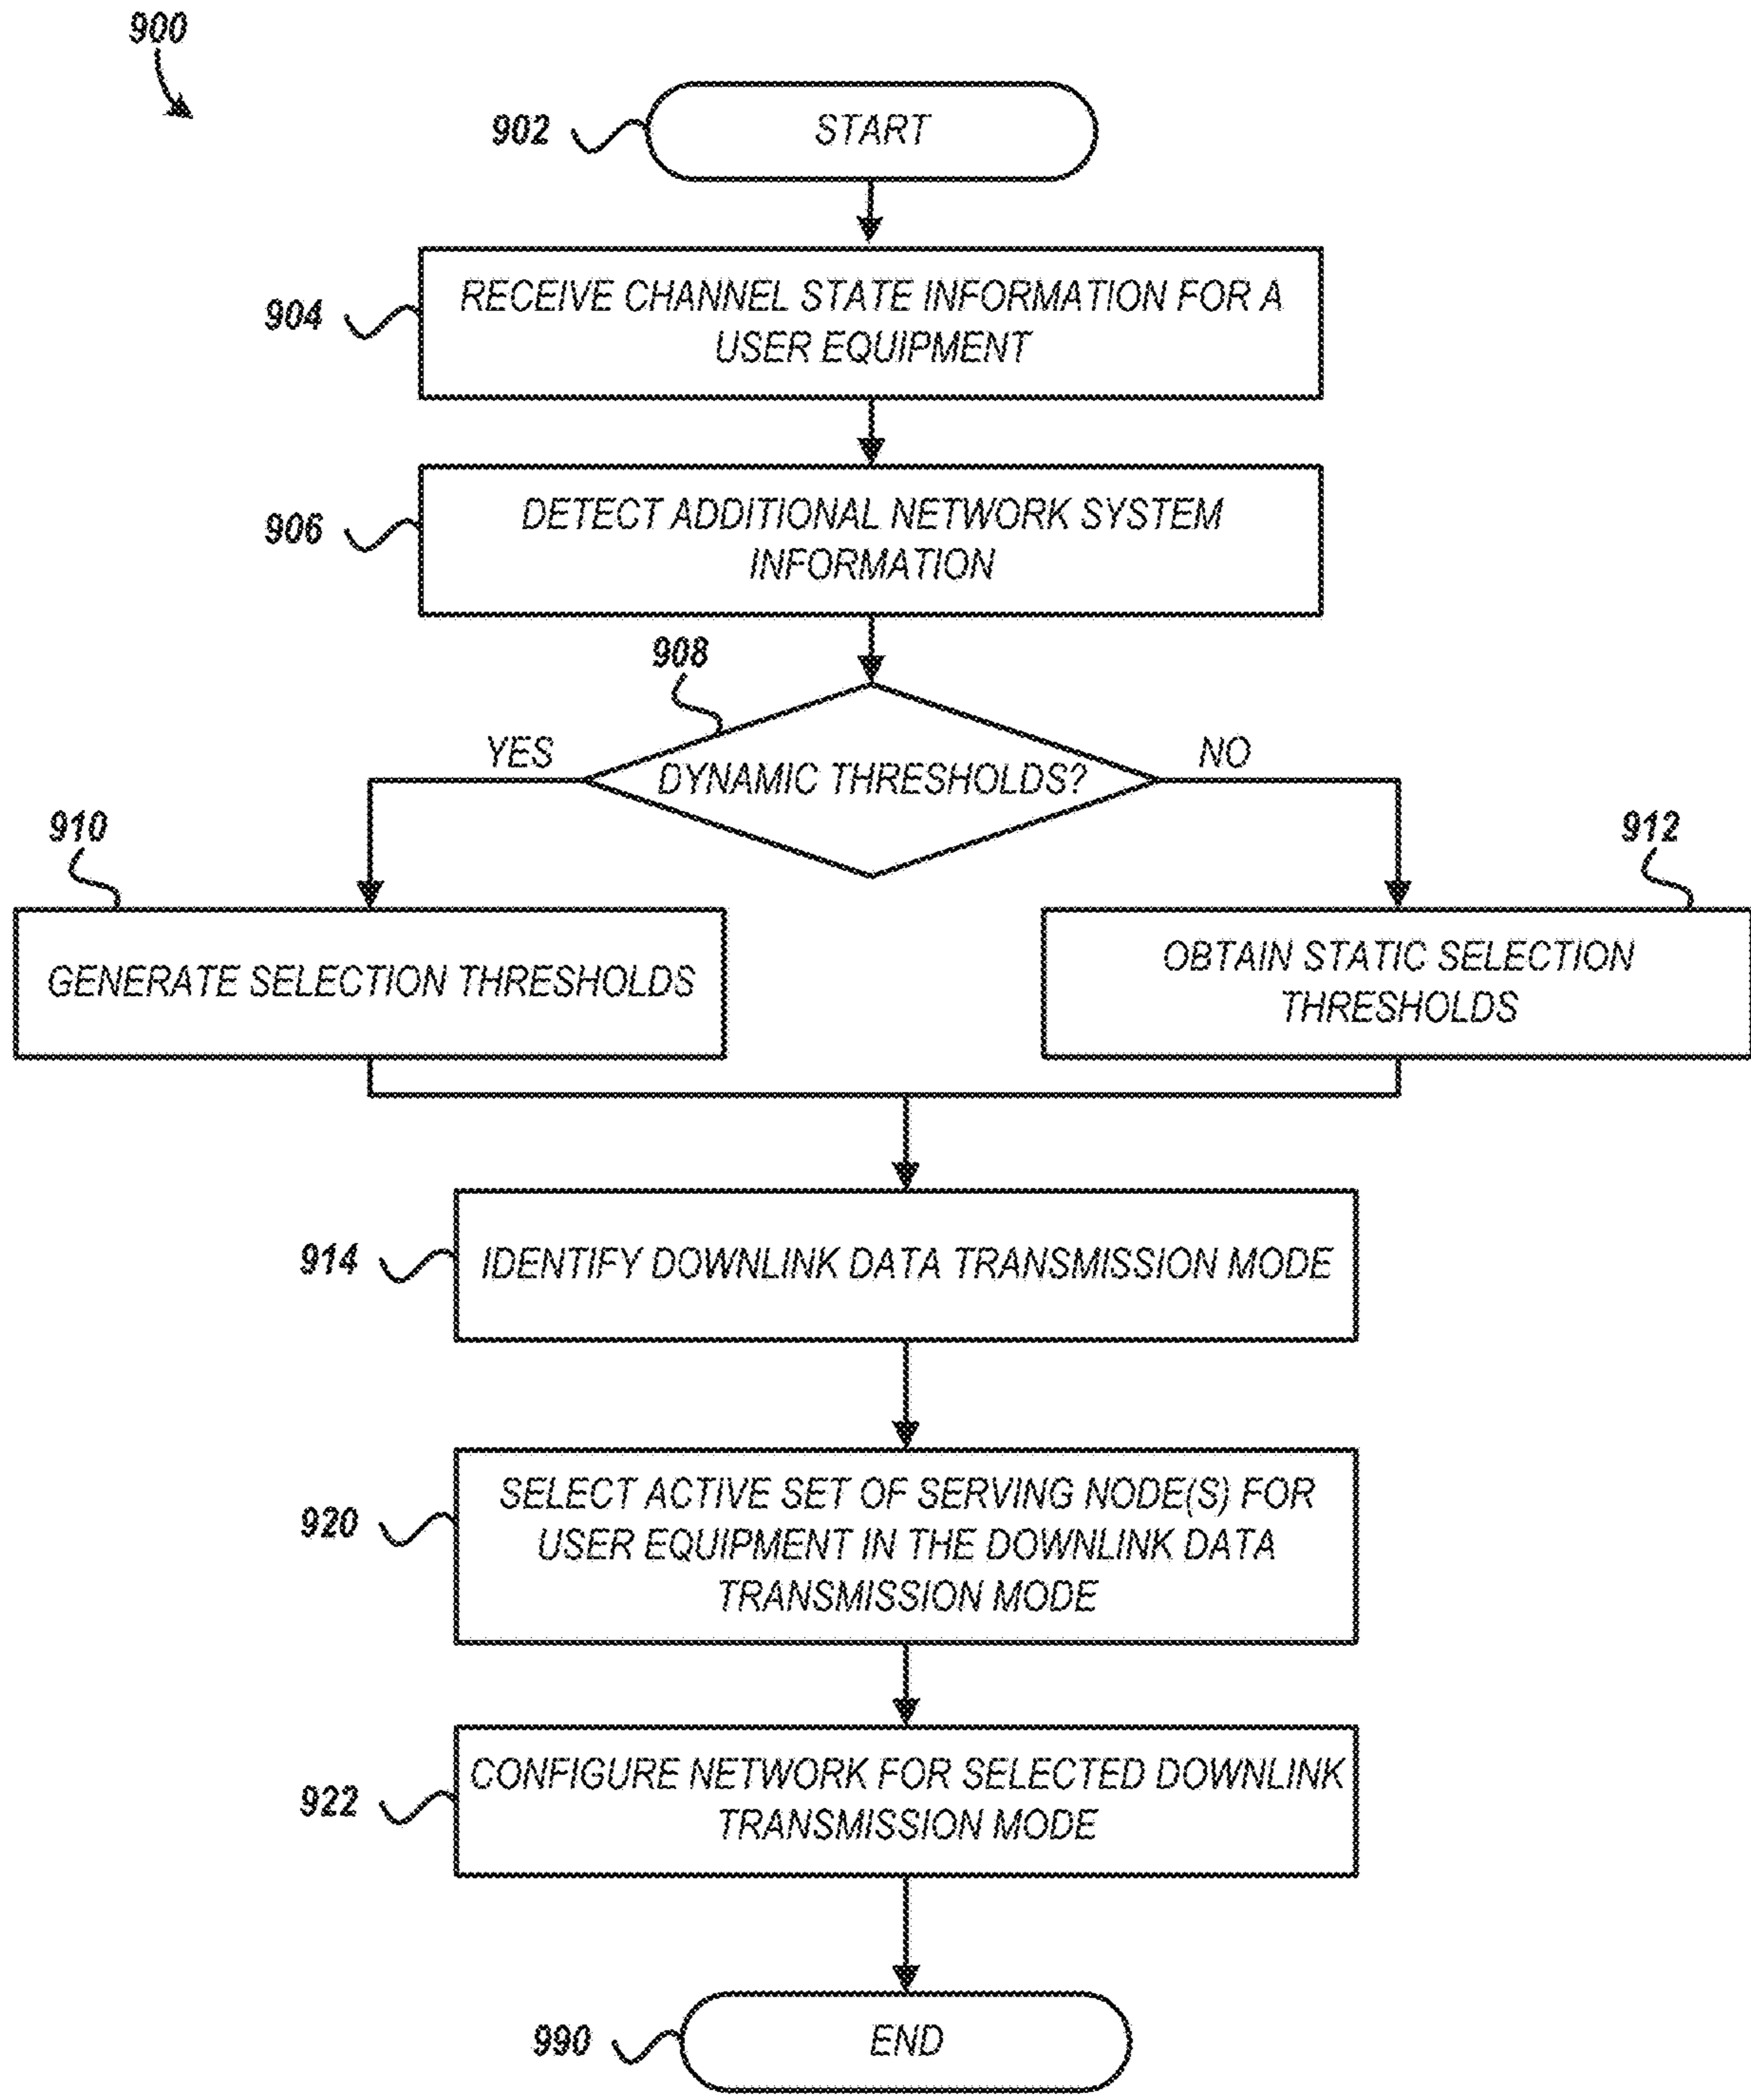 900
902
START
904
RECEIVE CHANNEL STATE INFORMATION FOR A
USER EQUIPMENT
906
DETECT ADDITIONAL NETWORK SYSTEM
INFORMATION
908
YES
DYNAMIC THRESHOLDS?
NO
910
912
GENERATE SELECTION THRESHOLDS
OBTAIN STATIC SELECTION
THRESHOLDS
914
IDENTIFY DOWNLINK DATA TRANSMISSION MODE
920
SELECT ACTIVE SET OF SERVING NODE(S) FOR
USER EQUIPMENT IN THE DOWNLINK DATA
TRANSMISSION MODE
922
CONFIGURE NETWORK FOR SELECTED DOWNLINK
TRANSMISSION MODE
990
END